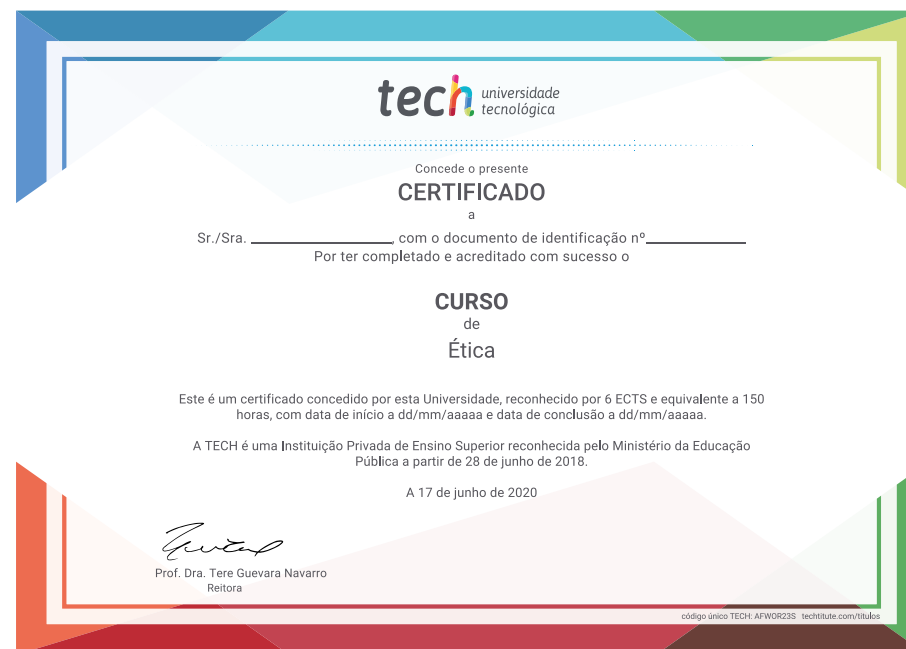 tech universidade
tecnológica
Concede o presente
CERTIFICADO
a
Sr./Sra. ____________________, com o documento de identificação nº______________
Por ter completado e acreditado com sucesso o
CURSO
de
Ética
Este é um certificado concedido por esta Universidade, reconhecido por 6 ECTS e equivalente a 150
horas, com data de início a dd/mm/aaaaa e data de conclusão a dd/mm/aaaaa.
A TECH é uma Instituição Privada de Ensino Superior reconhecida pelo Ministério da Educação
Pública a partir de 28 de junho de 2018.
A 17 de junho de 2020
Prof. Dra. Tere Guevara Navarro
Reitora
código único TECH: AFWOR23S techtitute.com/titulos